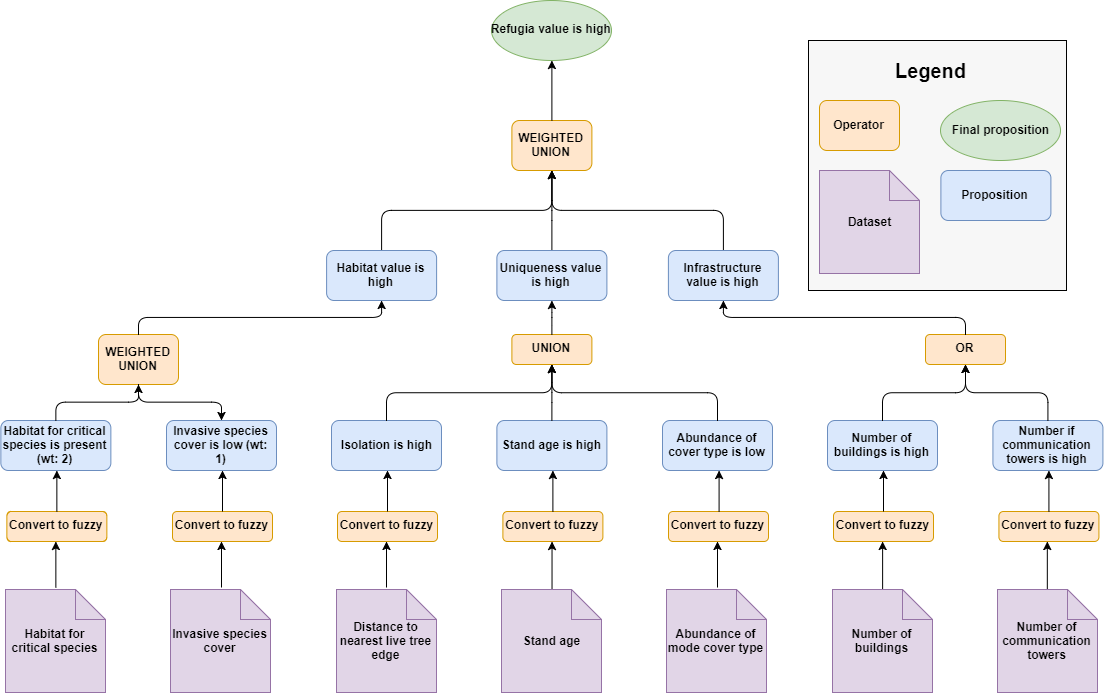 Refugia value is high
Legend
Operator
Final proposition
Dataset
Proposition
WEIGHTED
UNION
Habitat value is
high
Uniqueness value
is high
Infrastructure
value is high
WEIGHTED
UNION
UNION
OR
Habitat for critical
species is present
(wt: 2)
Invasive species
cover is low (wt:
1)
Isolation is high
Stand age is high
Abundance of
cover type is low
Number of
buildings is high
Number if
communication
towers is high
Convert to fuzzy
Convert to fuzzy
Convert to fuzzy
Convert to fuzzy
Convert to fuzzy
Convert to fuzzy
Convert to fuzzy
Habitat for
critical species
Invasive species
cover
Distance to
nearest live tree
edge
Stand age
Abundance of
mode cover type
Number of
buildings
Number of
communication
towers